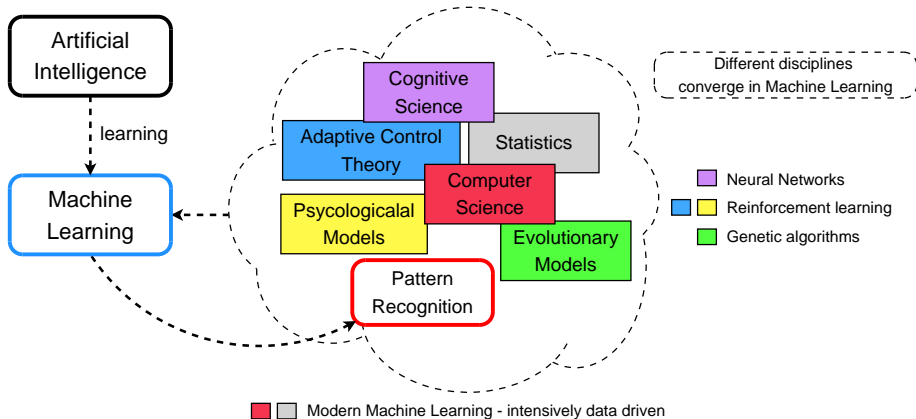 Artificial
Intelligence
learning
Machine
Learning
Cognitive
Science
Adaptive Control
Theory
Statistics
Computer
Science
Psycologicalal
Models
Evolutionary
Models
Pattern
Recognition
Different disciplines
converge in Machine Learning
Neural Networks
Reinforcement learning
Genetic algorithms
Modern Machine Learning - intensively data driven